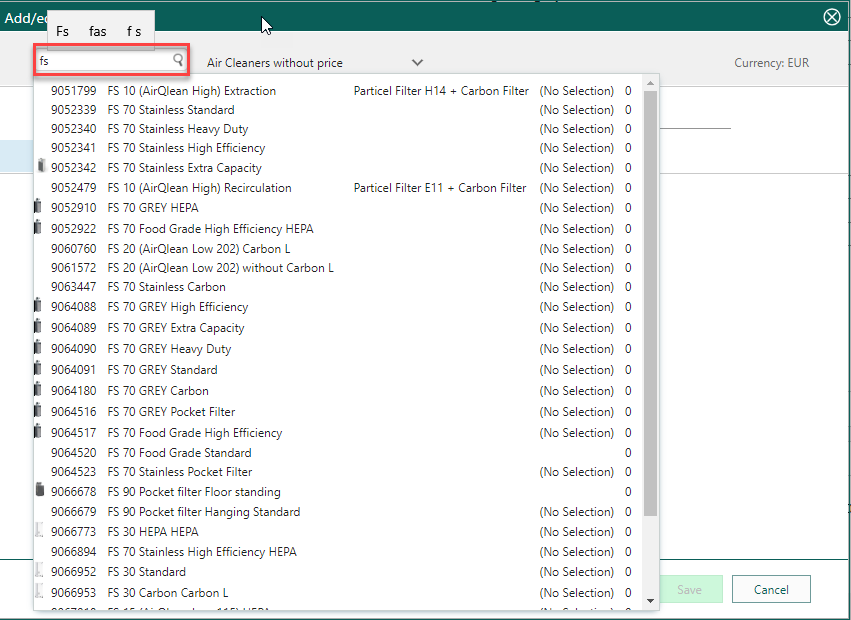 Add/e
Fs fas f s
fs
Air Cleaners without price
Currency: EUR
9051799 FS 10 (AirQlean High) Extraction Particel Filter H14 + Carbon Filter (No Selection) 0
9052339 FS 70 Stainless Standard (No Selection) 0
9052340 FS 70 Stainless Heavy Duty (No Selection) 0
9052341 FS 70 Stainless High Efficiency (No Selection) 0
9052342 FS 70 Stainless Extra Capacity (No Selection) 0
9052479 FS 10 (AirQlean High) Recirculation Particel Filter E11 + Carbon Filter (No Selection) 0
9052910 FS 70 GREY HEPA (No Selection) 0
9052922 FS 70 Food Grade High Efficiency HEPA (No Selection) 0
9060760 FS 20 (AirQlean Low 202) Carbon L (No Selection) 0
9061572 FS 20 (AirQlean Low 202) without Carbon L (No Selection) 0
9063447 FS 70 Stainless Carbon (No Selection) 0
9064088 FS 70 GREY High Efficiency (No Selection) 0
9064089 FS 70 GREY Extra Capacity (No Selection) 0
9064090 FS 70 GREY Heavy Duty (No Selection) 0
9064091 FS 70 GREY Standard (No Selection) 0
9064180 FS 70 GREY Carbon (No Selection) 0
9064516 FS 70 GREY Pocket Filter (No Selection) 0
9064517 FS 70 Food Grade High Efficiency (No Selection) 0
9064520 FS 70 Food Grade Standard 0
9064523 FS 70 Stainless Pocket Filter (No Selection) 0
9066678 FS 90 Pocket filter Floor standing 0
9066679 FS 90 Pocket filter Hanging Standard (No Selection) 0
9066773 FS 30 HEPA HEPA (No Selection) 0
9066894 FS 70 Stainless High Efficiency HEPA (No Selection) 0
9066952 FS 30 Standard (No Selection) 0
9066953 FS 30 Carbon Carbon L (No Selection) 0
Save
Cancel